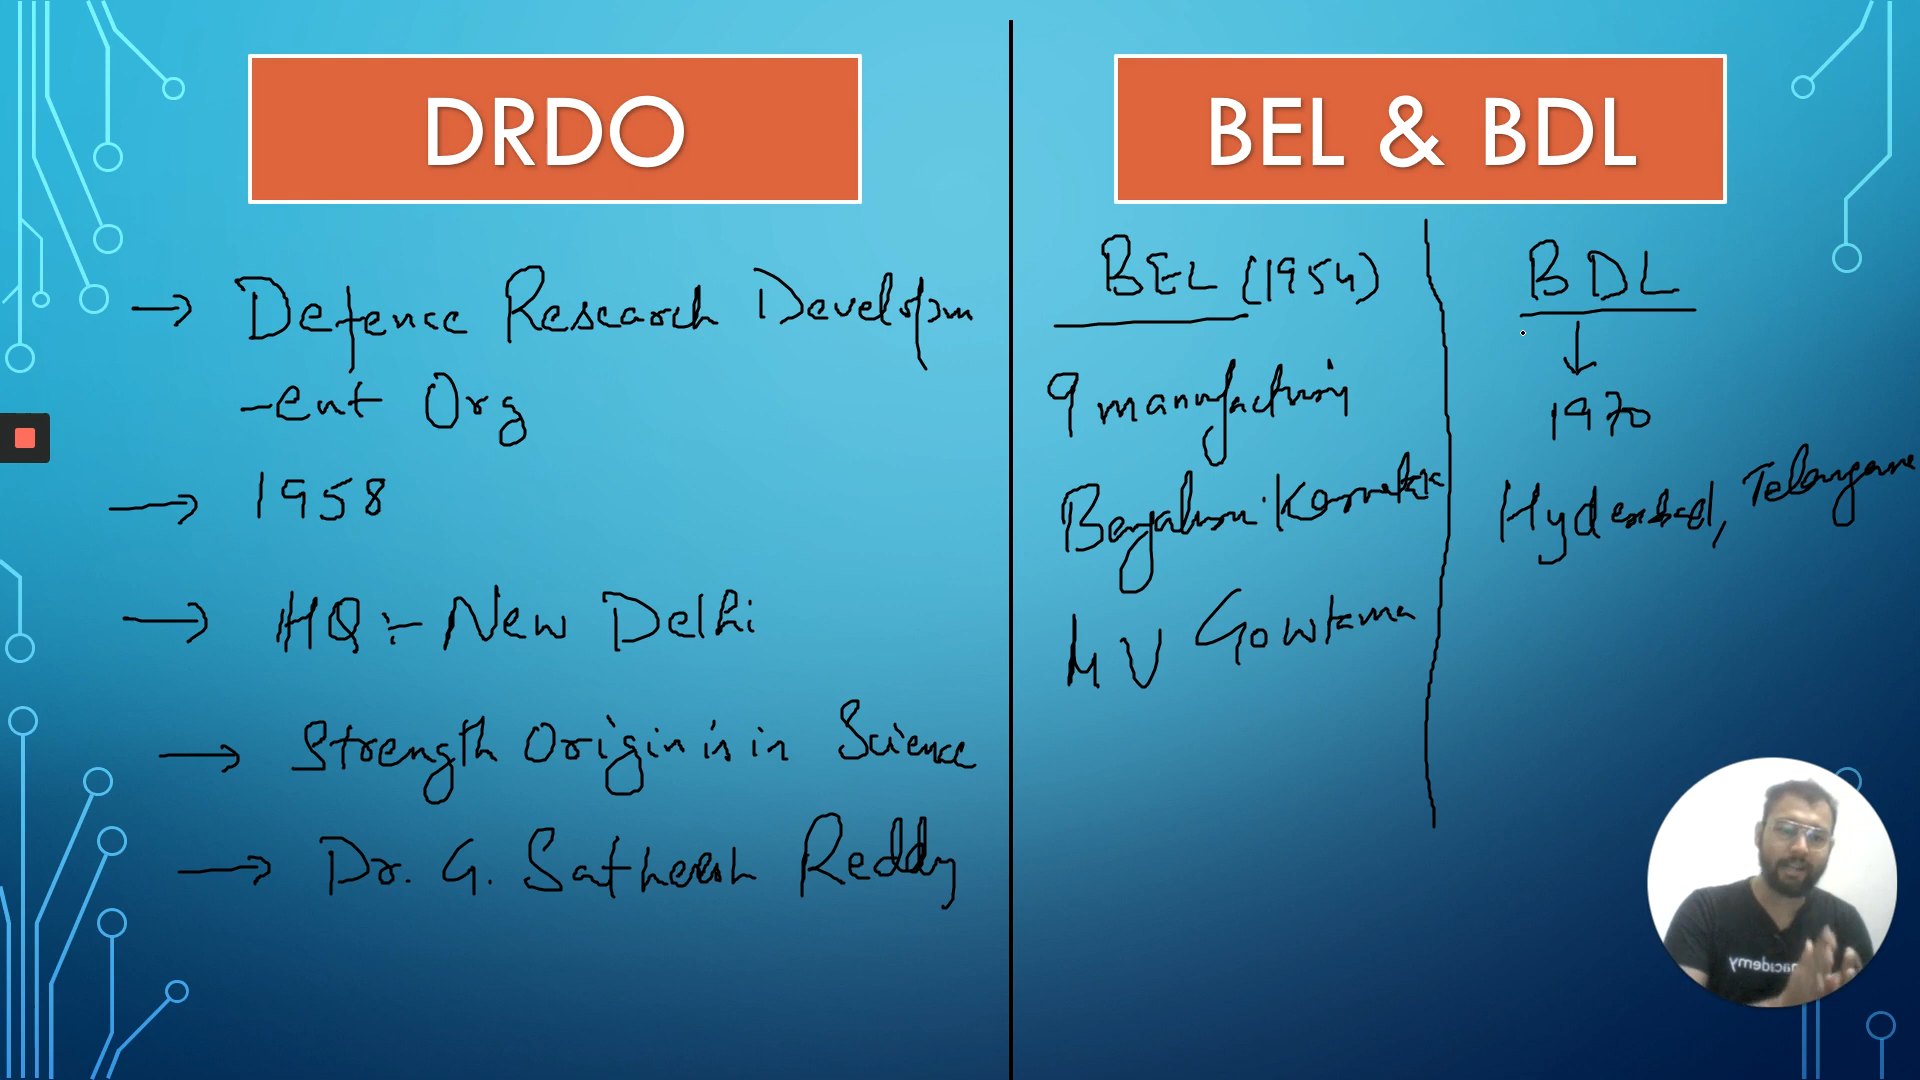 DRDO
→ Defence Research Developm
-ent Org
→ 1958
→ HQ:- New Delhi
→ Strength Origin is in Science
→ Dr. G. Satheesh Reddy
BEL & BDL
BEL (1954)
9 manufacturing
Bengaluru Karnataka
MV Gowtama
BDL
↓
1970
Hyderabad, Telangana